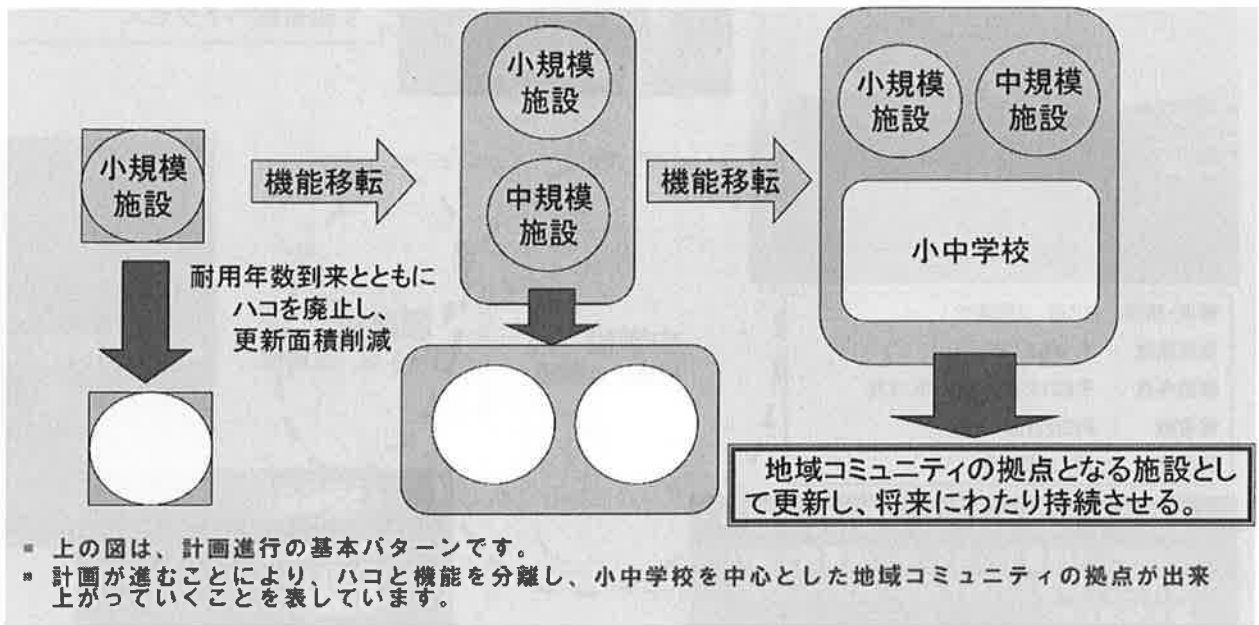 小規模
施設
機能移転
耐用年数到来とともに
ハコを廃止し、
更新面積削減
小規模
施設
中規模
施設
機能移転
小規模
施設
中規模
施設
小中学校
地域コミュニティの拠点となる施設とし
て更新し、将来にわたり持続させる。
上の図は、計画進行の基本パターンです。
計画が進むことにより、ハコと機能を分離し、小中学校を中心とした地域コミュニティの拠点が出来
上がっていくことを表しています。